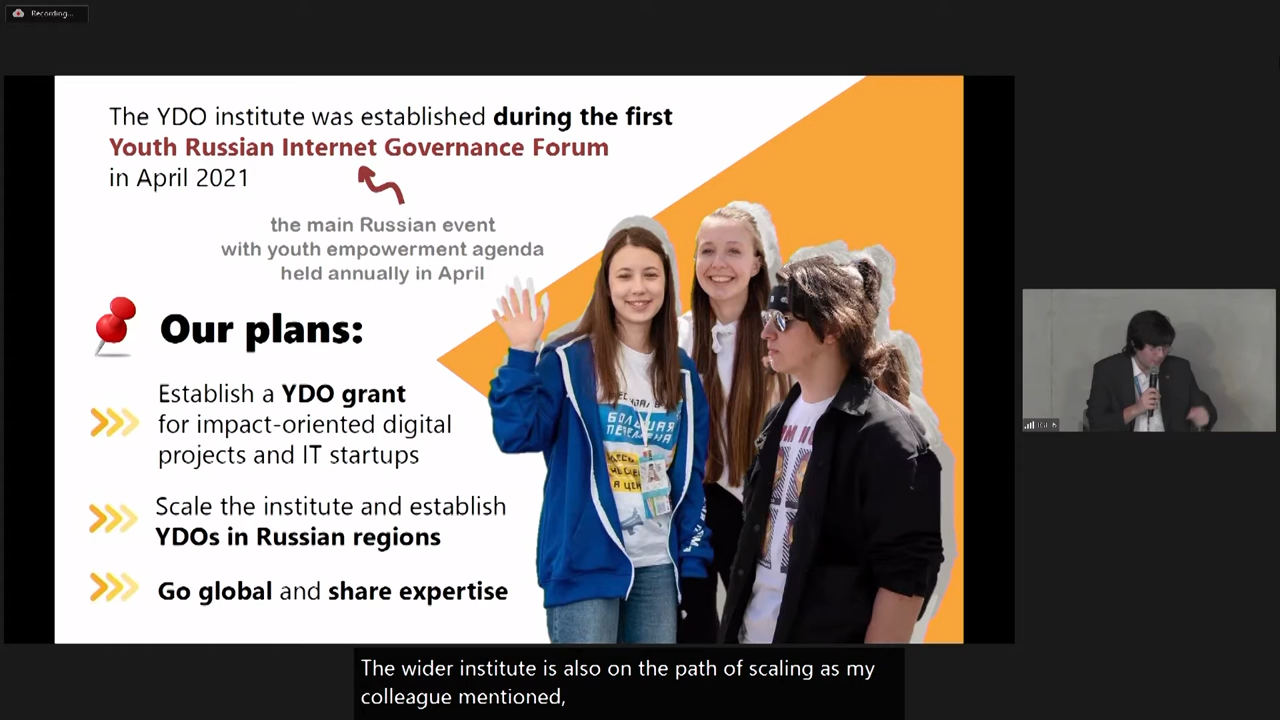 Recording...
The YDO institute was established during the first
Youth Russian Internet Governance Forum
in April 2021
the main Russian event
with youth empowerment agenda
held annually in April
Our plans:
Establish a YDO grant
for impact-oriented digital
projects and IT startups
Scale the institute and establish
YDOs in Russian regions
Go global and share expertise
БОЛЬШАЯ
ПЕРЕМЕНА
The wider institute is also on the path of scaling as my
colleague mentioned,